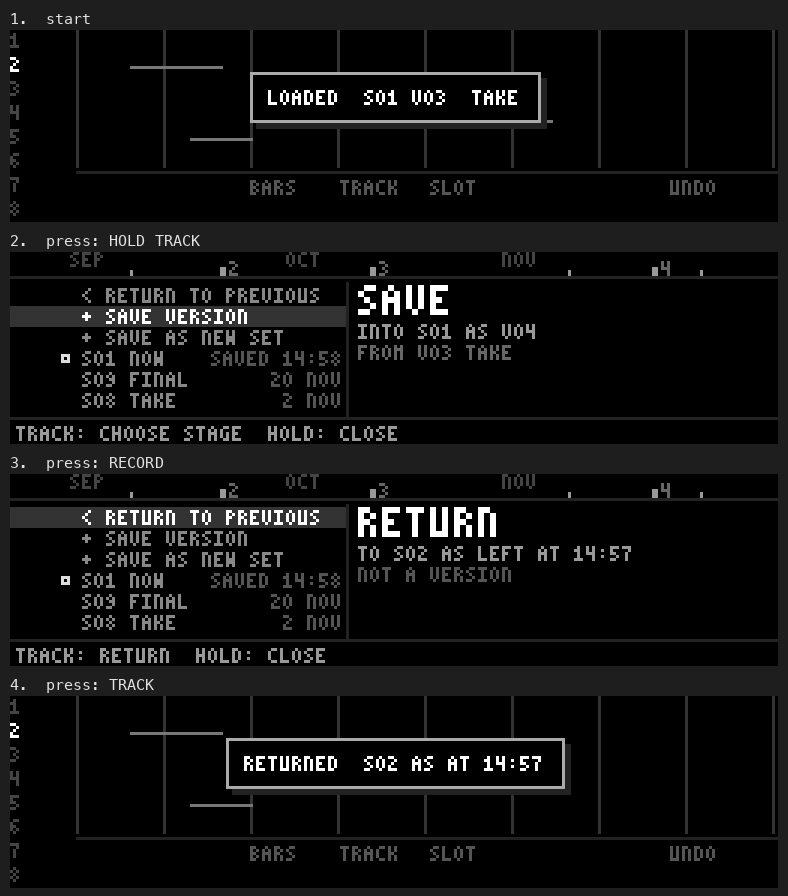 1. start
1
2
3
LOADED S01 V03 TAKE
4
5
6
7 BARS TRACK SLOT UNDO
8
2. press: HOLD TRACK
SEP OCT NOV
2 3 4
< RETURN TO PREVIOUS
+ SAVE VERSION
+ SAVE AS NEW SET
S01 NOW SAVED 14:58
S09 FINAL 20 NOV
S08 TAKE 2 NOV
SAVE
INTO S01 AS V04
FROM V03 TAKE
TRACK: CHOOSE STAGE HOLD: CLOSE
3. press: RECORD
SEP OCT NOV
2 3 4
< RETURN TO PREVIOUS
+ SAVE VERSION
+ SAVE AS NEW SET
S01 NOW SAVED 14:58
S09 FINAL 20 NOV
S08 TAKE 2 NOV
RETURN
TO S02 AS LEFT AT 14:57
NOT A VERSION
TRACK: RETURN HOLD: CLOSE
4. press: TRACK
1
2
3
RETURNED S02 AS AT 14:57
4
5
6
7 BARS TRACK SLOT UNDO
8